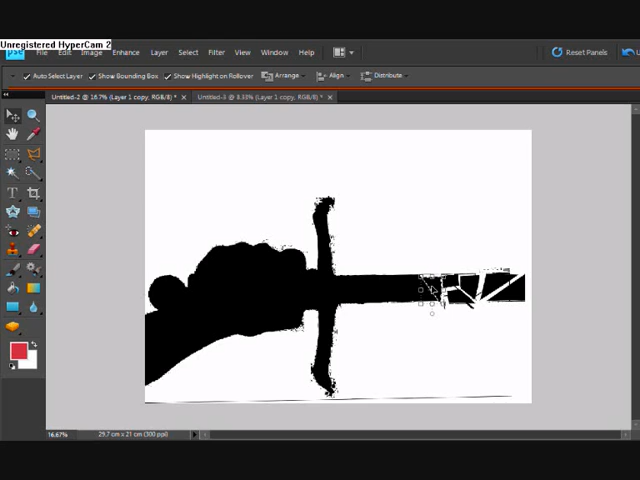 Unregistered HyperCam 2
pse File Edit Image Enhance Layer Select Filter View Window Help Reset Panels Undo
Auto Select Layer Show Bounding Box Show Highlight on Rollover Arrange Align Distribute
Untitled-2 @ 16.7% (Layer 1 copy, RGB/8) * × Untitled-3 @ 8.33% (Layer 1 copy, RGB/8) * ×
T
16.67% 29,7 cm x 21 cm (300 ppi)